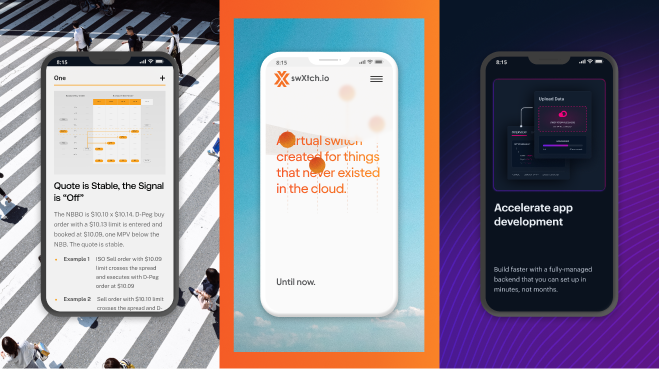 8:15
One
+
Quote is Stable, the Signal
is "Off"
The NBBO is $10.10 x $10.14. D-Peg buy
order with a $10.13 limit is entered and
booked at $10.09, one MPV below the
NBB. The quote is stable.
Example 1 ISO Sell order with $10.09
limit crosses the spread
and executes with D-Peg
order at $10.09
Example 2 Sell order with $10.10 limit
crosses the spread and D-
8:15
swXtch.io
A virtual switch
created for things
that never existed
in the cloud.
Until now.
8:15
Upload Data
Accelerate app
development
Build faster with a fully-managed
backend that you can set up in
minutes, not months.